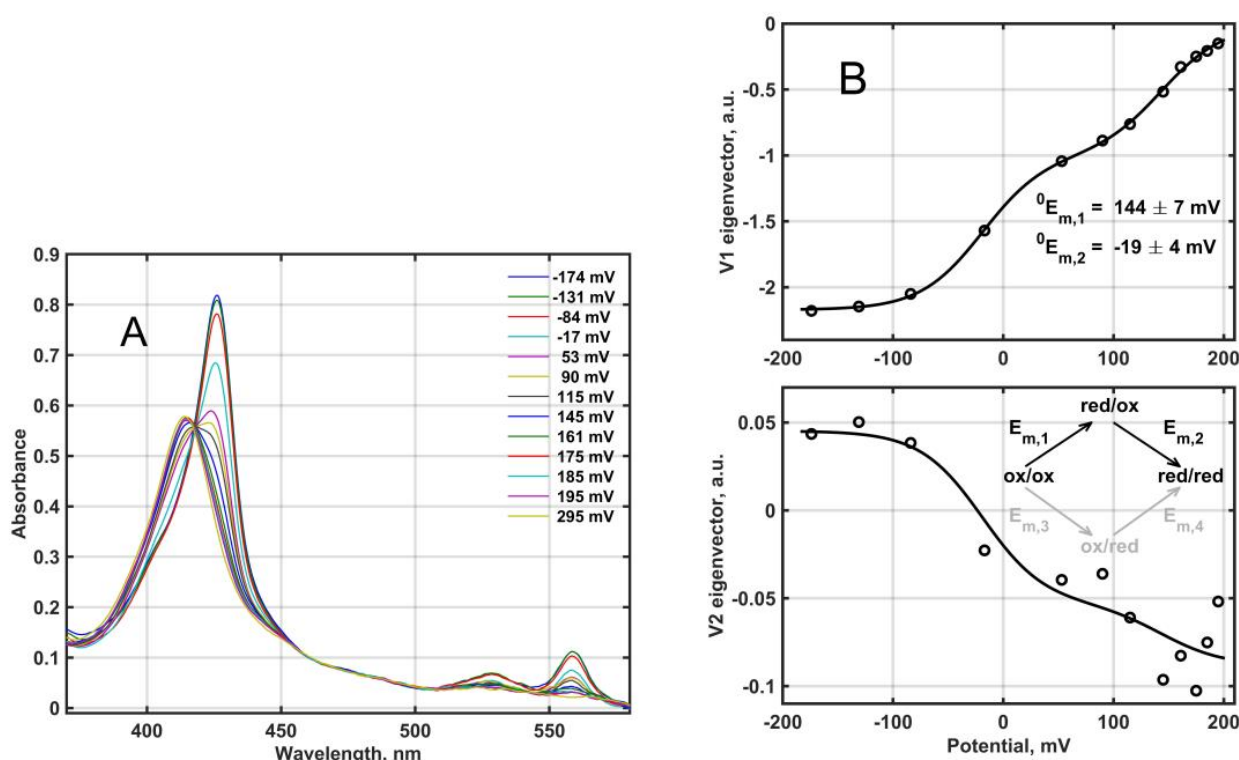 A
Absorbance
0.9
0.8
0.7
0.6
0.5
0.4
0.3
0.2
0.1
0
400
450
500
550
Wavelength, nm
-174 mV
-131 mV
-84 mV
-17 mV
53 mV
90 mV
115 mV
145 mV
161 mV
175 mV
185 mV
195 mV
295 mV
B
V1 eigenvector, a.u.
0
-0.5
-1
-1.5
-2
-200
-100
0
100
200
⁰Em,1 = 144 ± 7 mV
⁰Em,2 = -19 ± 4 mV
V2 eigenvector, a.u.
0.05
0
-0.05
-0.1
-200
-100
0
100
200
Potential, mV
red/ox
Em,1
Em,2
ox/ox
red/red
Em,3
Em,4
ox/red